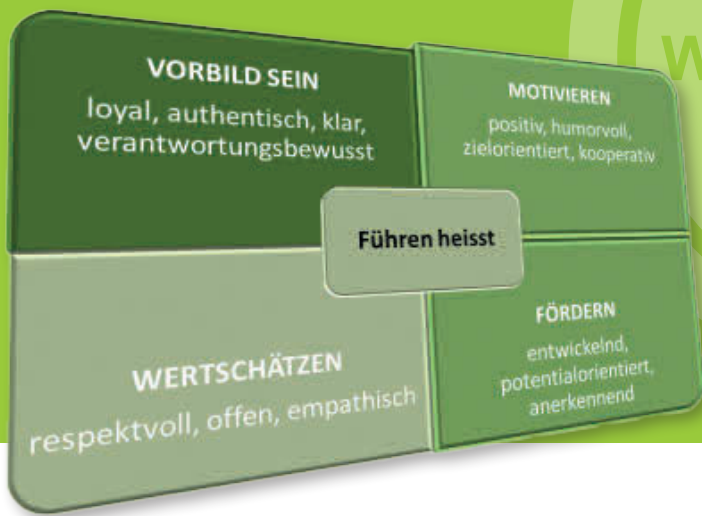 VORBILD SEIN
loyal, authentisch, klar,
verantwortungsbewusst
MOTIVIEREN
positiv, humorvoll,
zielorientiert, kooperativ
Führen heisst
WERTSCHÄTZEN
respektvoll, offen, empathisch
FÖRDERN
entwickelnd,
potentialorientiert,
anerkennend